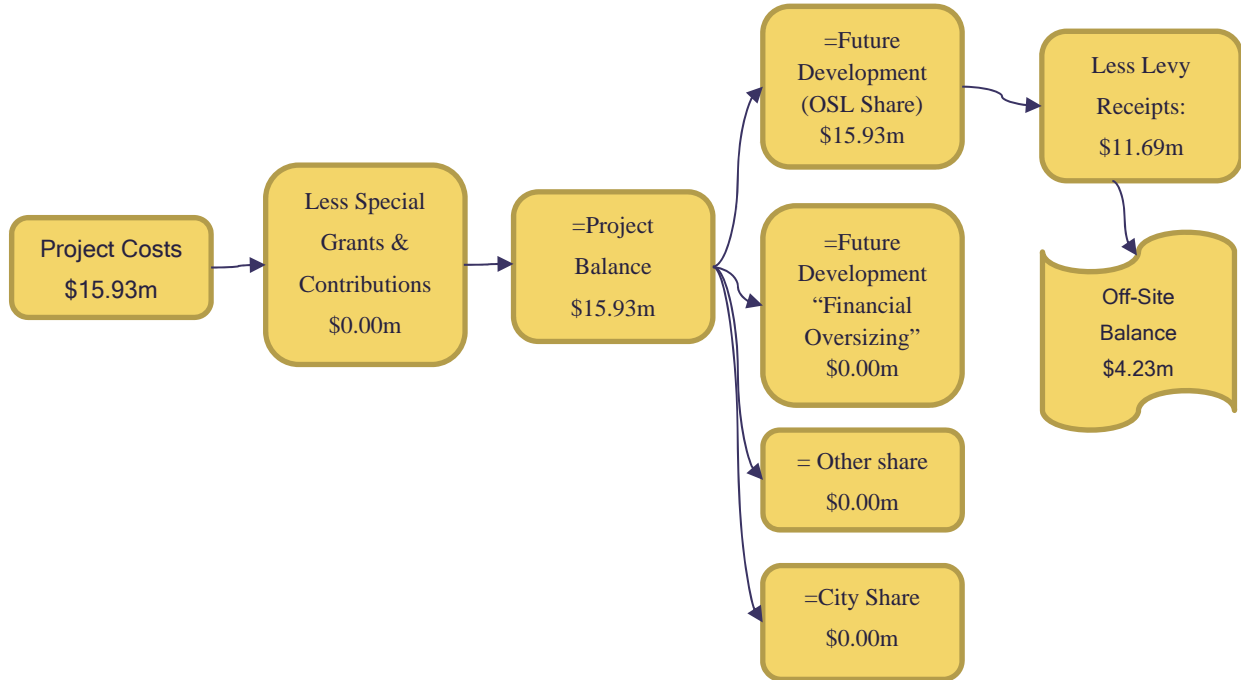 Project Costs
$15.93m
Less Special
Grants &
Contributions
$0.00m
=Project
Balance
$15.93m
=Future
Development
(OSL Share)
$15.93m
=Future
Development
“Financial
Oversizing”
$0.00m
= Other share
$0.00m
=City Share
$0.00m
Less Levy
Receipts:
$11.69m
Off-Site
Balance
$4.23m